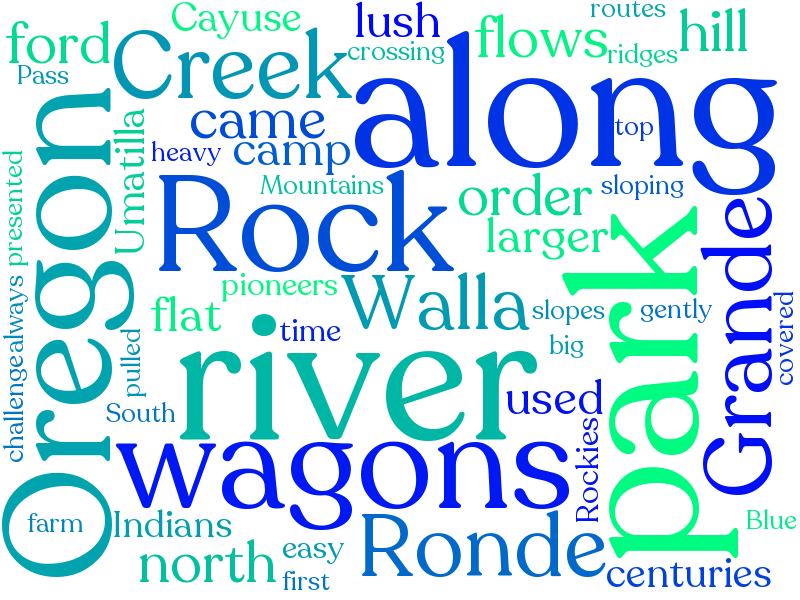 routes
Cayuse
lush
ford
flows
hill
crossing
ridges
Pass
Creek
along
came
top
heavy
camp
Oregon
Umatilla
presented
Mountains
sloping
order
Rock
larger
park
Grande
pioneers
Walla
flat
slopes
gently
time
big
always
challenge
pulled
covered
river
South
used
wagons
Rockies
farm
Indians
Ronde
Blue
north
easy
first
centuries